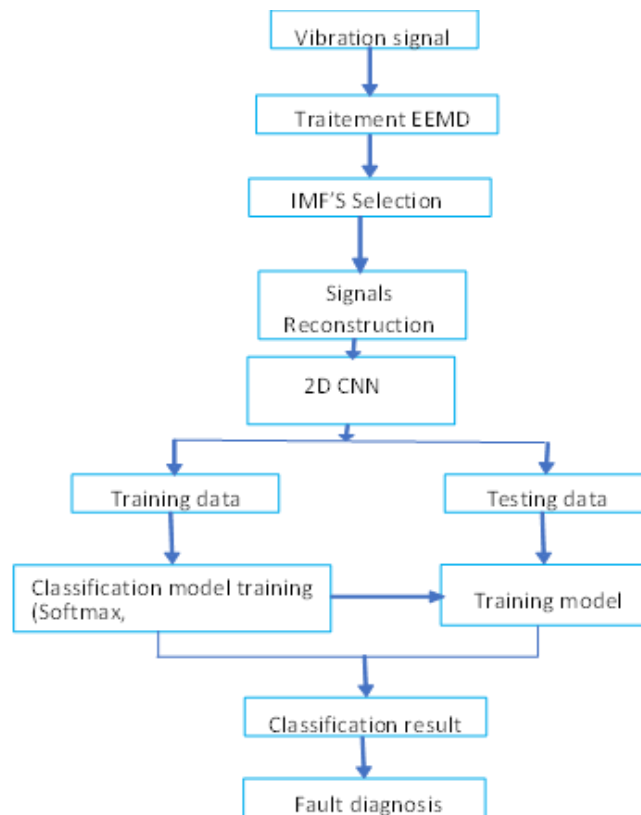 Vibration signal
Traitement EEMD
IMF'S Selection
Signals
Reconstruction
2D CNN
Training data
Testing data
Classification model training
(Softmax,
Training model
Classification result
Fault diagnosis